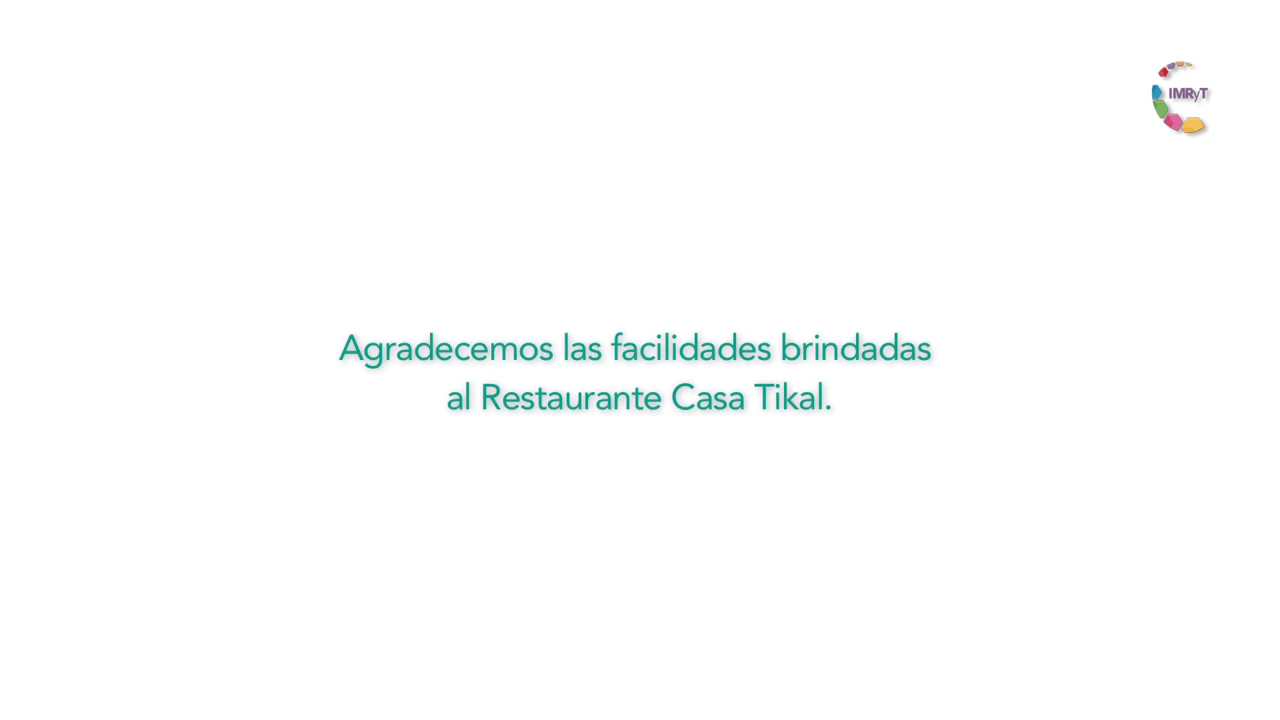 IMRyT
Agradecemos las facilidades brindadas
al Restaurante Casa Tikal.